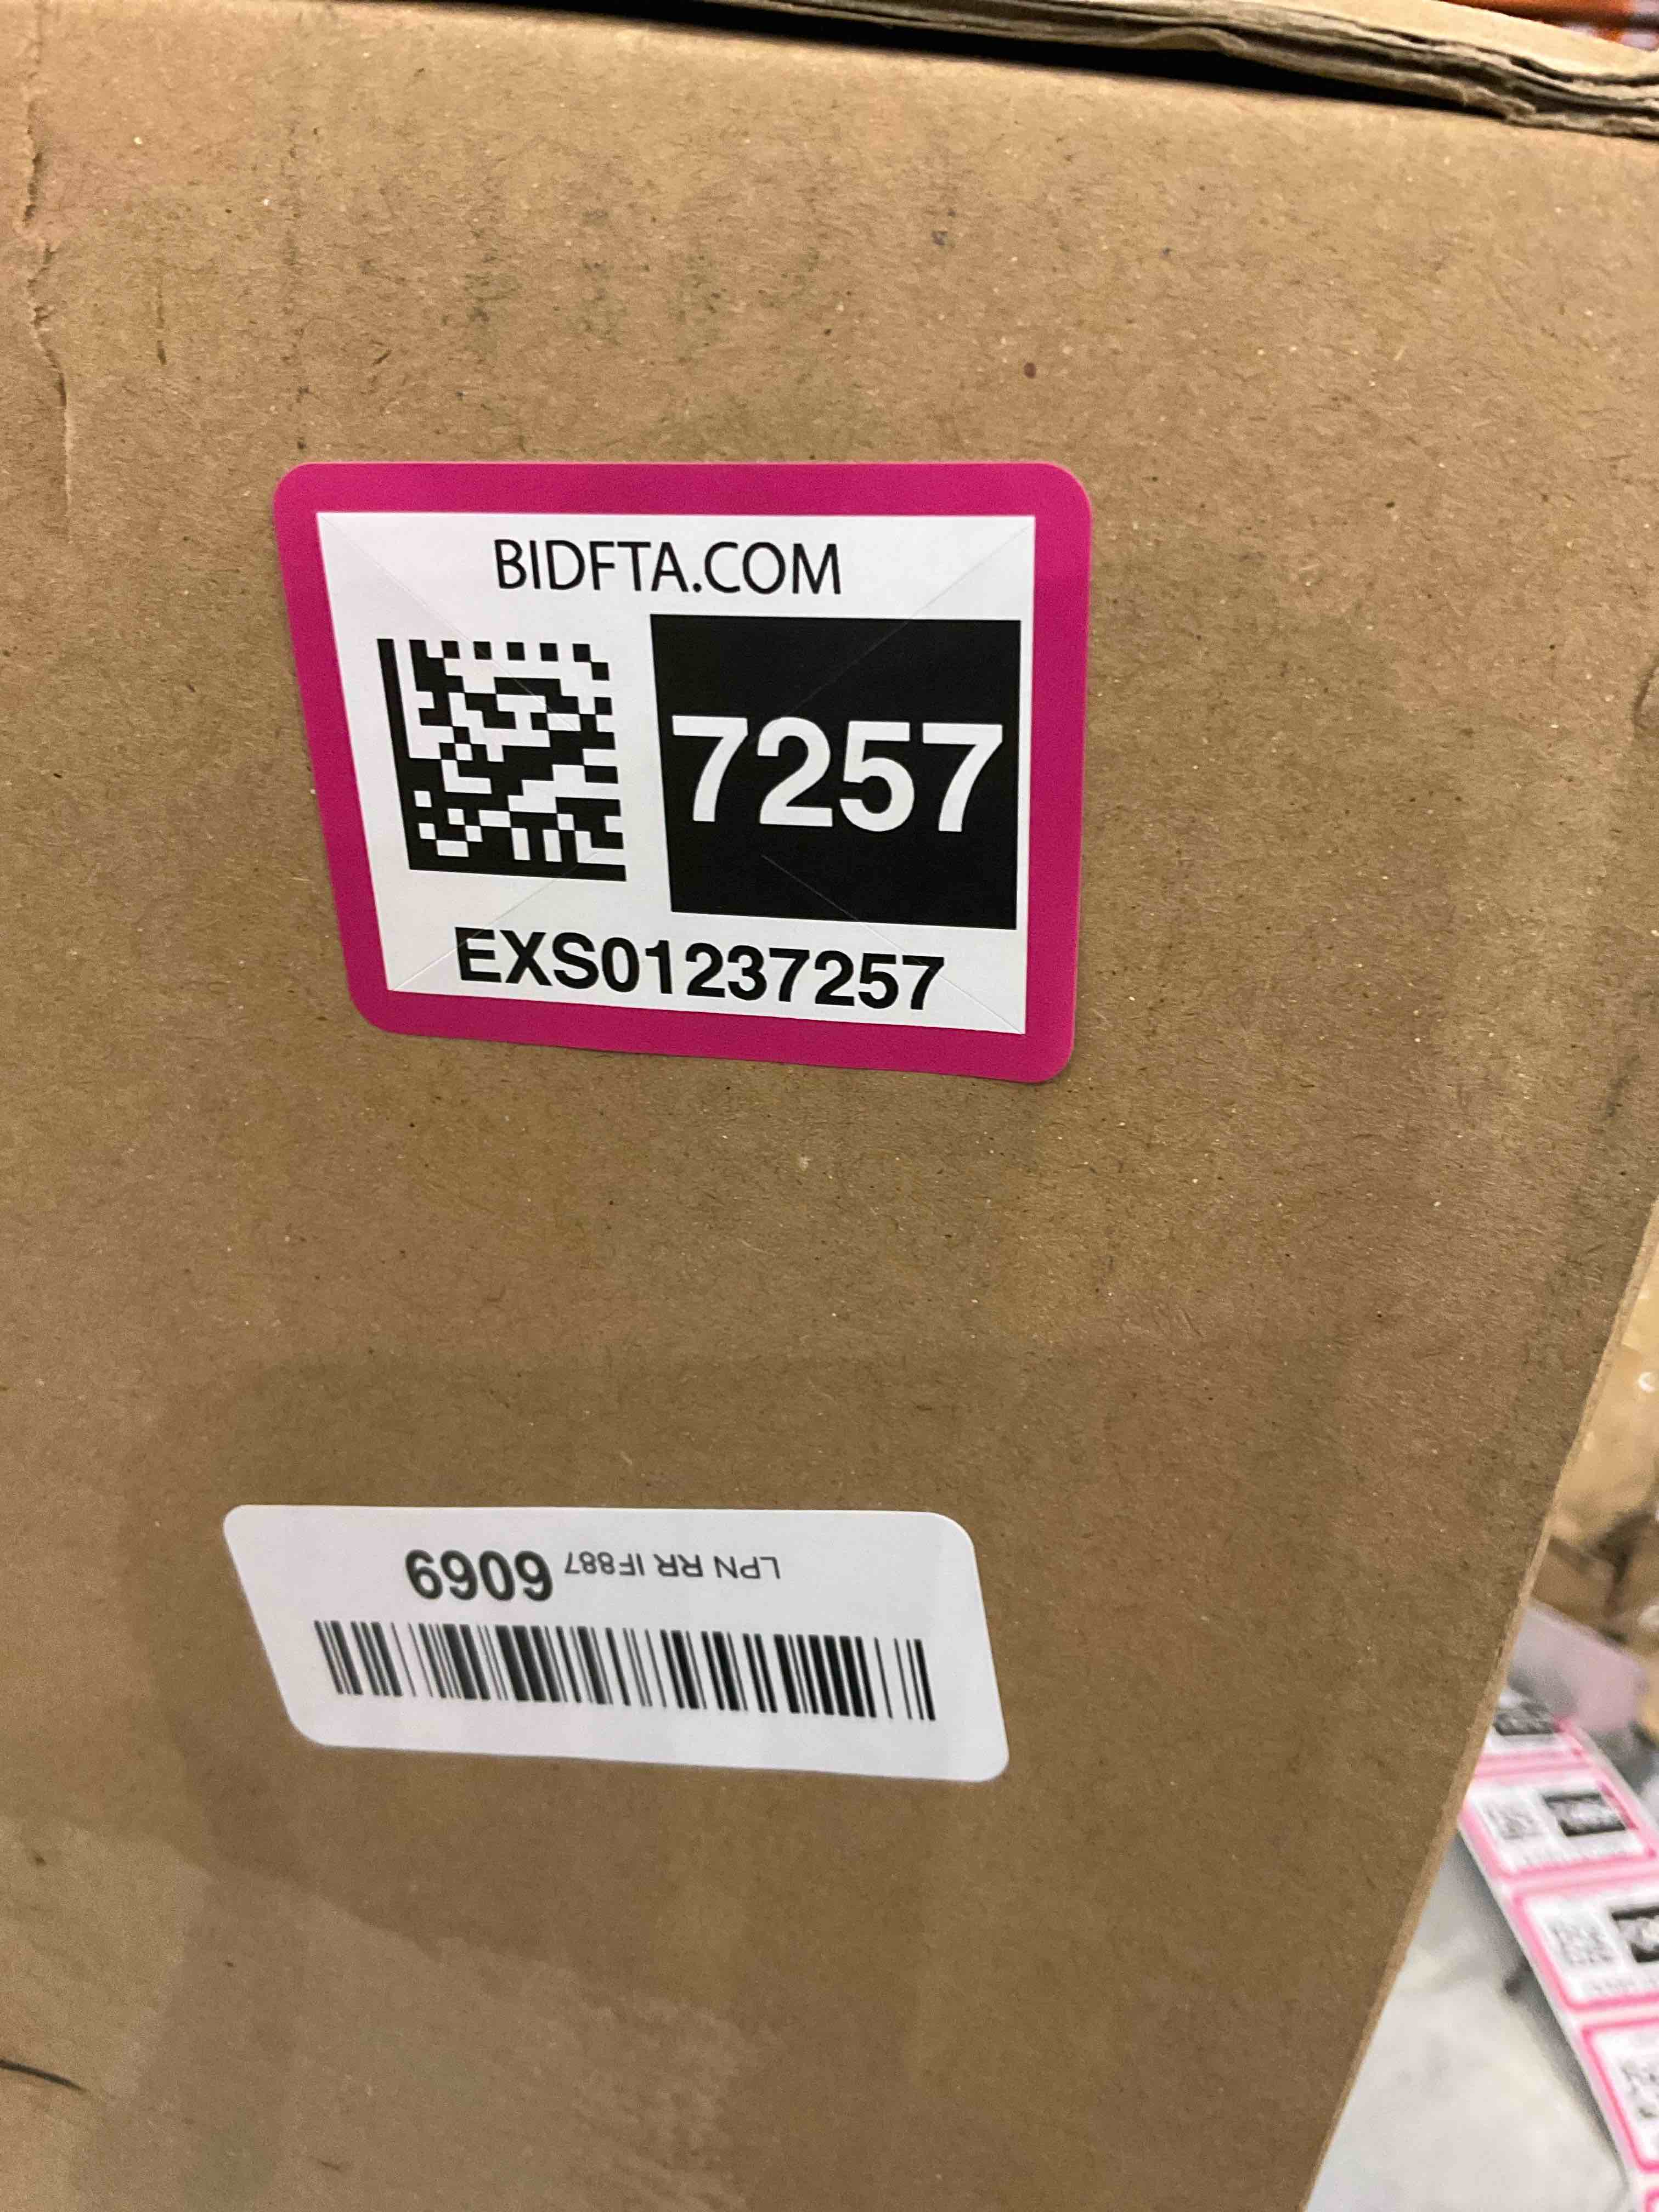 BIDFTA.COM
7257
EXS01237257
LPN RR IF887 6069